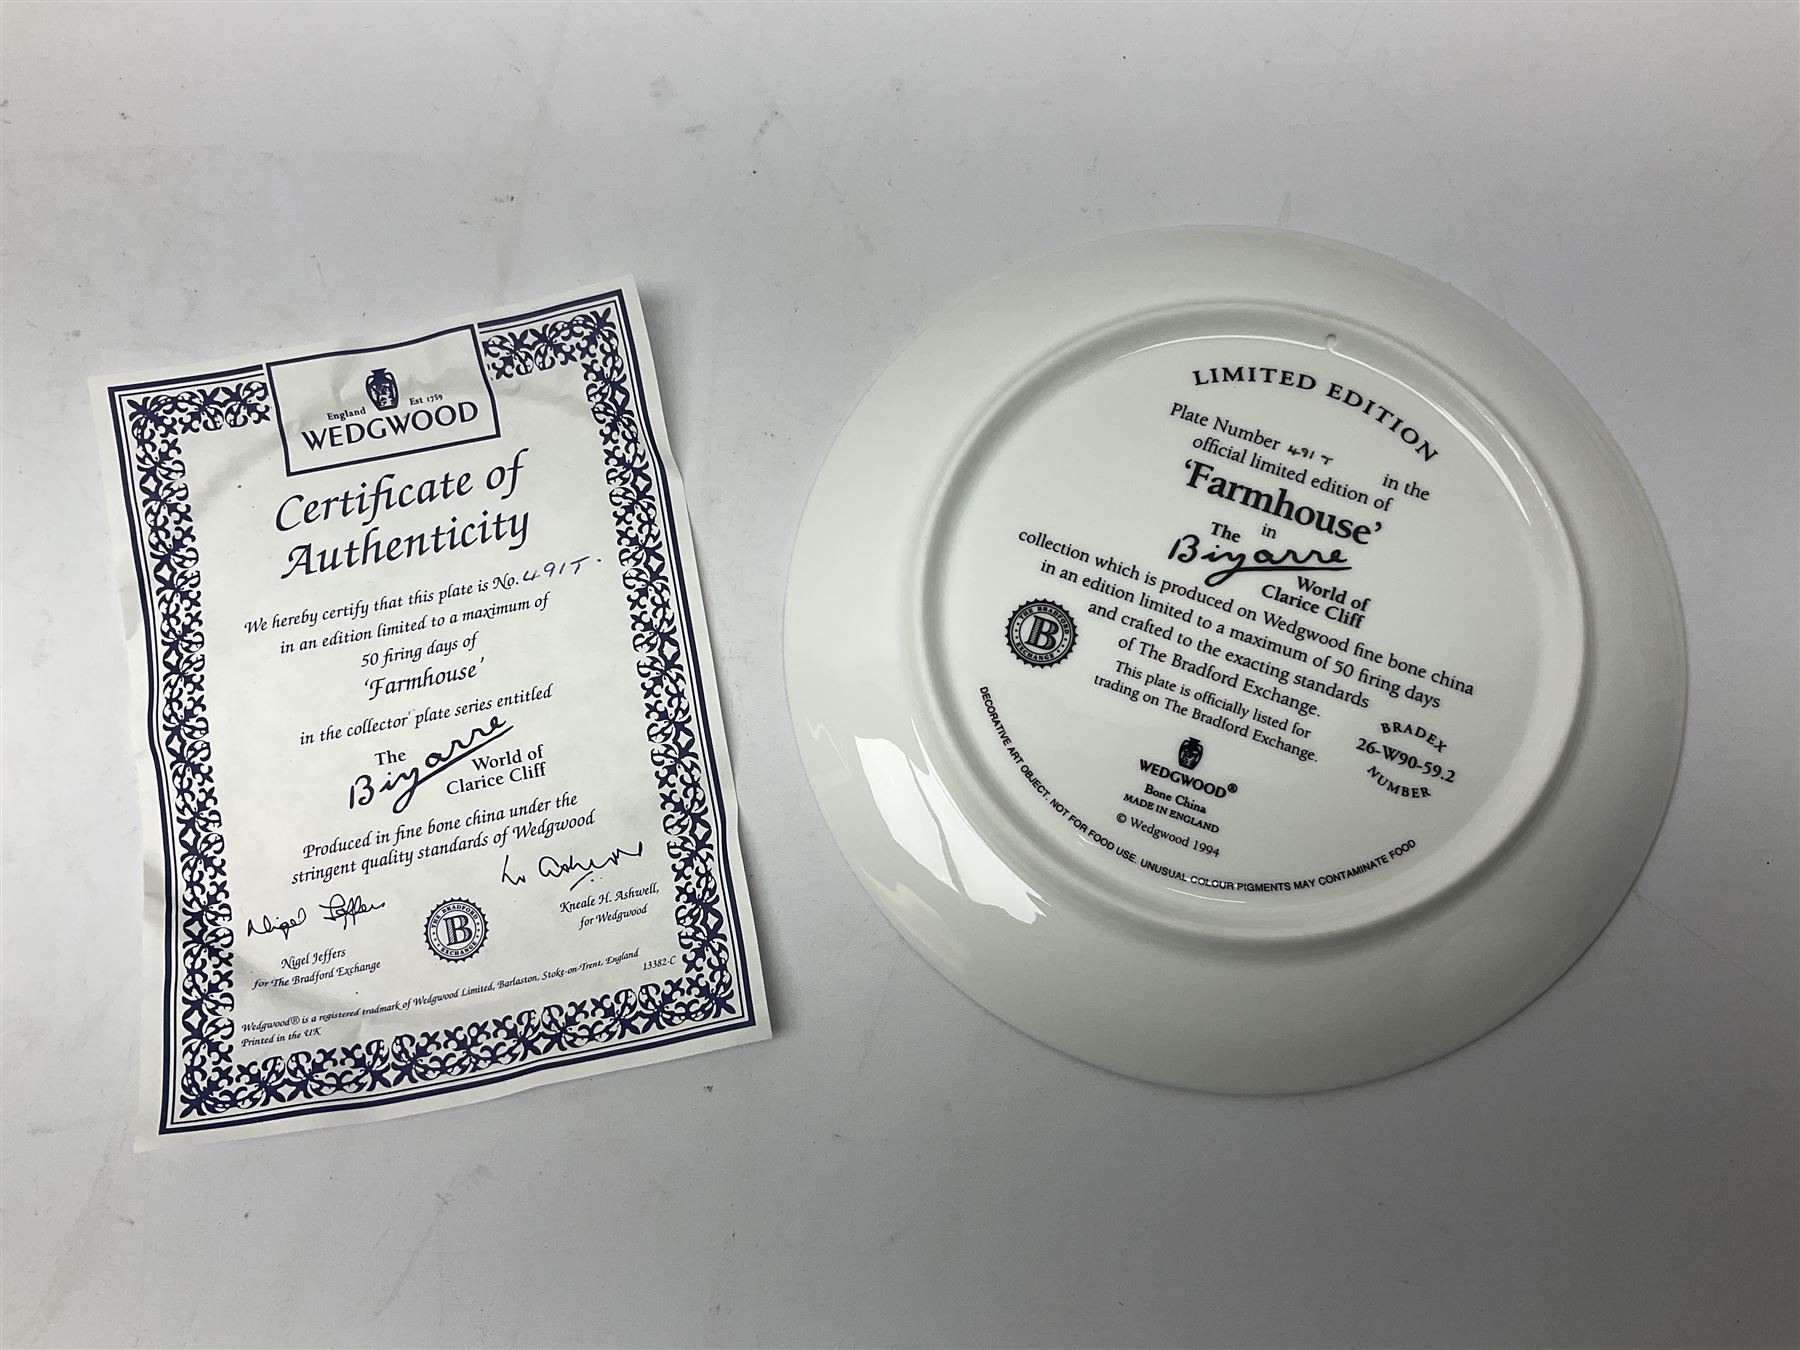 England Est 1759
WEDGWOOD
Certificate of
Authenticity
We hereby certify that this plate is No. 491T.
in an edition limited to a maximum of
50 firing days of
'Farmhouse'
in the collector's plate series entitled
The
Bizarre
World of
Clarice Cliff
Produced in fine bone china under the
stringent quality standards of Wedgwood
Nigel Jeffers
Nigel Jeffers
for The Bradford Exchange
THE BRADFORD
B
EXCHANGE
Kneale H. Ashwell,
for Wedgwood
13382-C
Wedgwood® is a registered trademark of Wedgwood Limited, Barlaston, Stoke-on-Trent, England
Printed in the UK
LIMITED EDITION
Plate Number 491T in the
official limited edition of
'Farmhouse'
in
The
Bizarre
World of
Clarice Cliff
collection which is produced on Wedgwood fine bone china
in an edition limited to a maximum of 50 firing days
and crafted to the exacting standards
of The Bradford Exchange.
This plate is officially listed for
trading on The Bradford Exchange.
THE BRADFORD
B
EXCHANGE
BRADEX
26-W90-59.2
NUMBER
WEDGWOOD®
Bone China
MADE IN ENGLAND
© Wedgwood 1994
DECORATIVE ART OBJECT. NOT FOR FOOD USE. UNUSUAL COLOUR PIGMENTS MAY CONTAMINATE FOOD